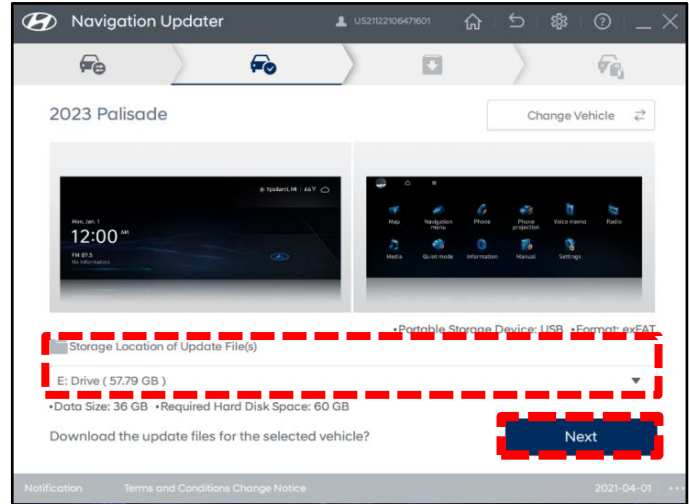 Navigation Updater
US21122106471601
2023 Palisade
Change Vehicle
Ypsilanti, MI | 66°F
Mon, Jan. 1
12:00 AM
FM 87.5
No Information
Map
Navigation menu
Phone
Phone projection
Voice memo
Radio
Media
Quiet mode
Information
Manual
Settings
•Portable Storage Device: USB •Format: exFAT
Storage Location of Update File(s)
E: Drive ( 57.79 GB )
•Data Size: 36 GB •Required Hard Disk Space: 60 GB
Download the update files for the selected vehicle?
Next
Notification
Terms and Conditions Change Notice
2021-04-01